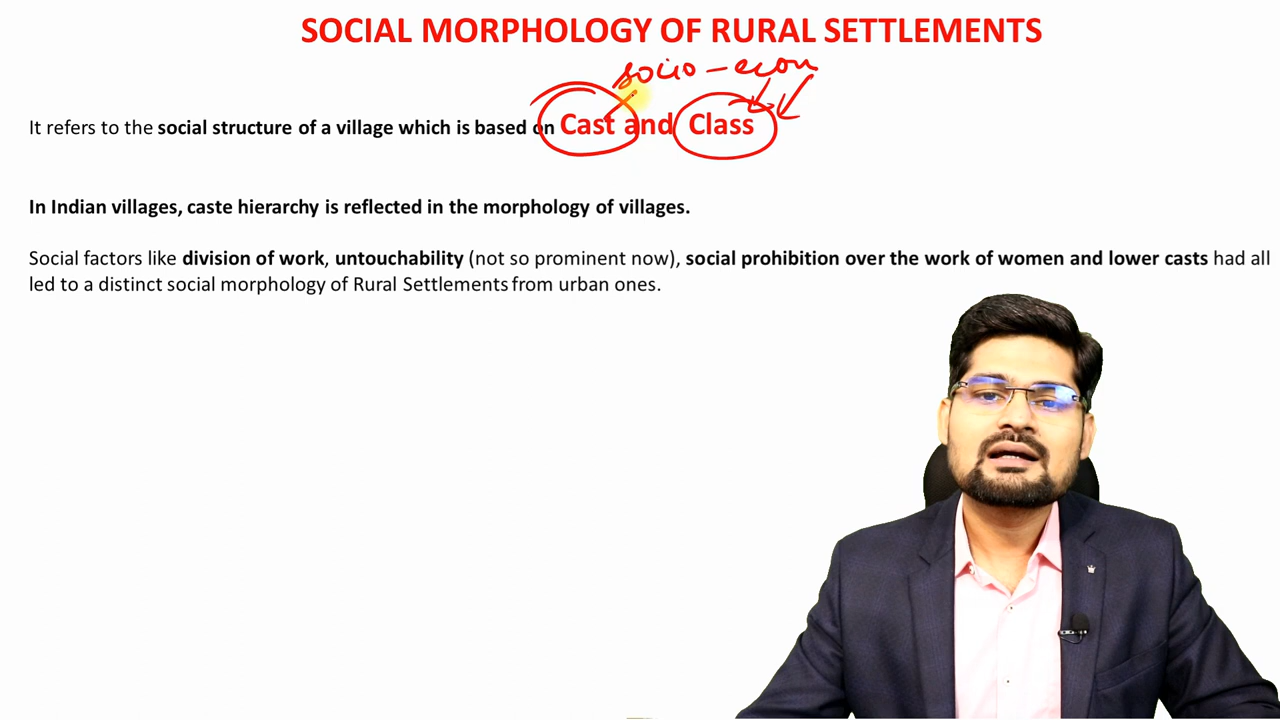 SOCIAL MORPHOLOGY OF RURAL SETTLEMENTS
socio-econ
It refers to the social structure of a village which is based on Cast and Class
In Indian villages, caste hierarchy is reflected in the morphology of villages.
Social factors like division of work, untouchability (not so prominent now), social prohibition over the work of women and lower casts had all
led to a distinct social morphology of Rural Settlements from urban ones.